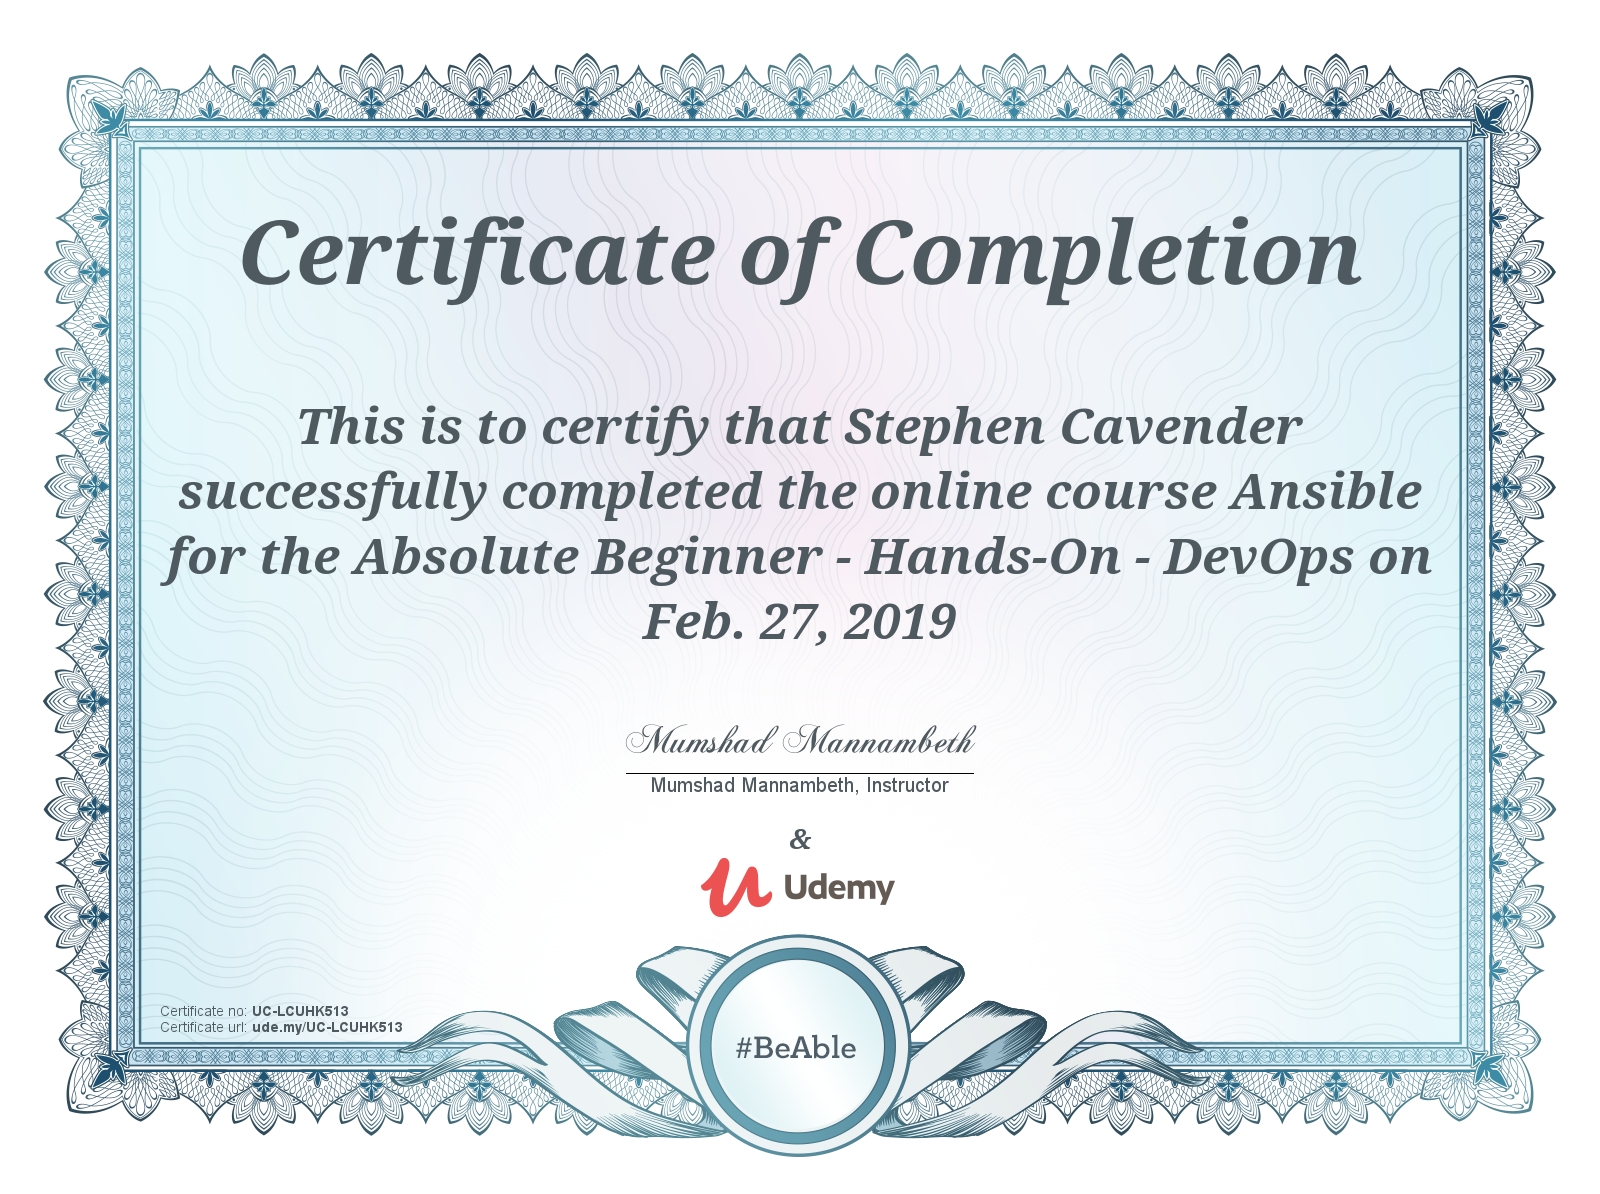 Certificate of Completion
This is to certify that Stephen Cavender
successfully completed the online course Ansible
for the Absolute Beginner - Hands-On - DevOps on
Feb. 27, 2019
Mumshad Mannambeth
Mumshad Mannambeth, Instructor
&
Udemy
Certificate no: UC-LCUHK513
Certificate url: ude.my/UC-LCUHK513
#BeAble